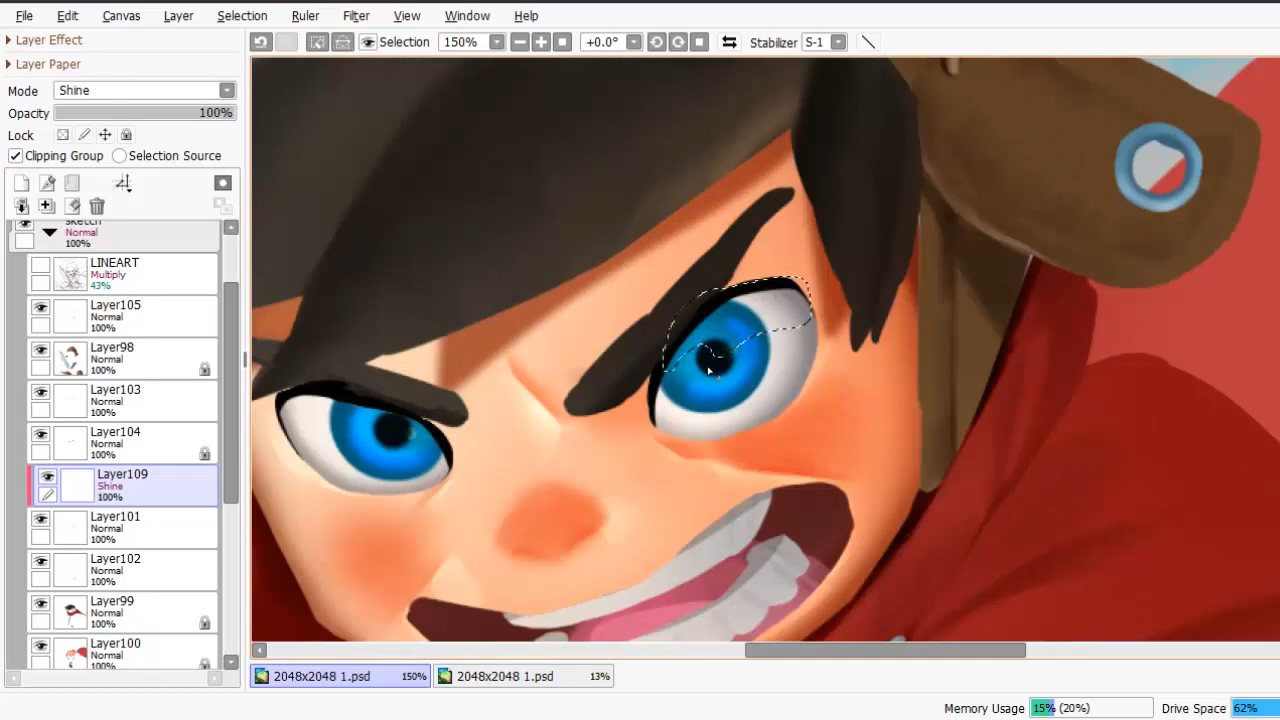 File Edit Canvas Layer Selection Ruler Filter View Window Help
Layer Effect
Selection 150% +0.0° Stabilizer S-1
Layer Paper
Mode Shine
Opacity 100%
Lock
Clipping Group Selection Source
sketch
Normal
100%
LINEART
Multiply
43%
Layer105
Normal
100%
Layer98
Normal
100%
Layer103
Normal
100%
Layer104
Normal
100%
Layer109
Shine
100%
Layer101
Normal
100%
Layer102
Normal
100%
Layer99
Normal
100%
Layer100
Normal
100%
2048x2048 1.psd 150% 2048x2048 1.psd 13%
Memory Usage 15% (20%) Drive Space 62%